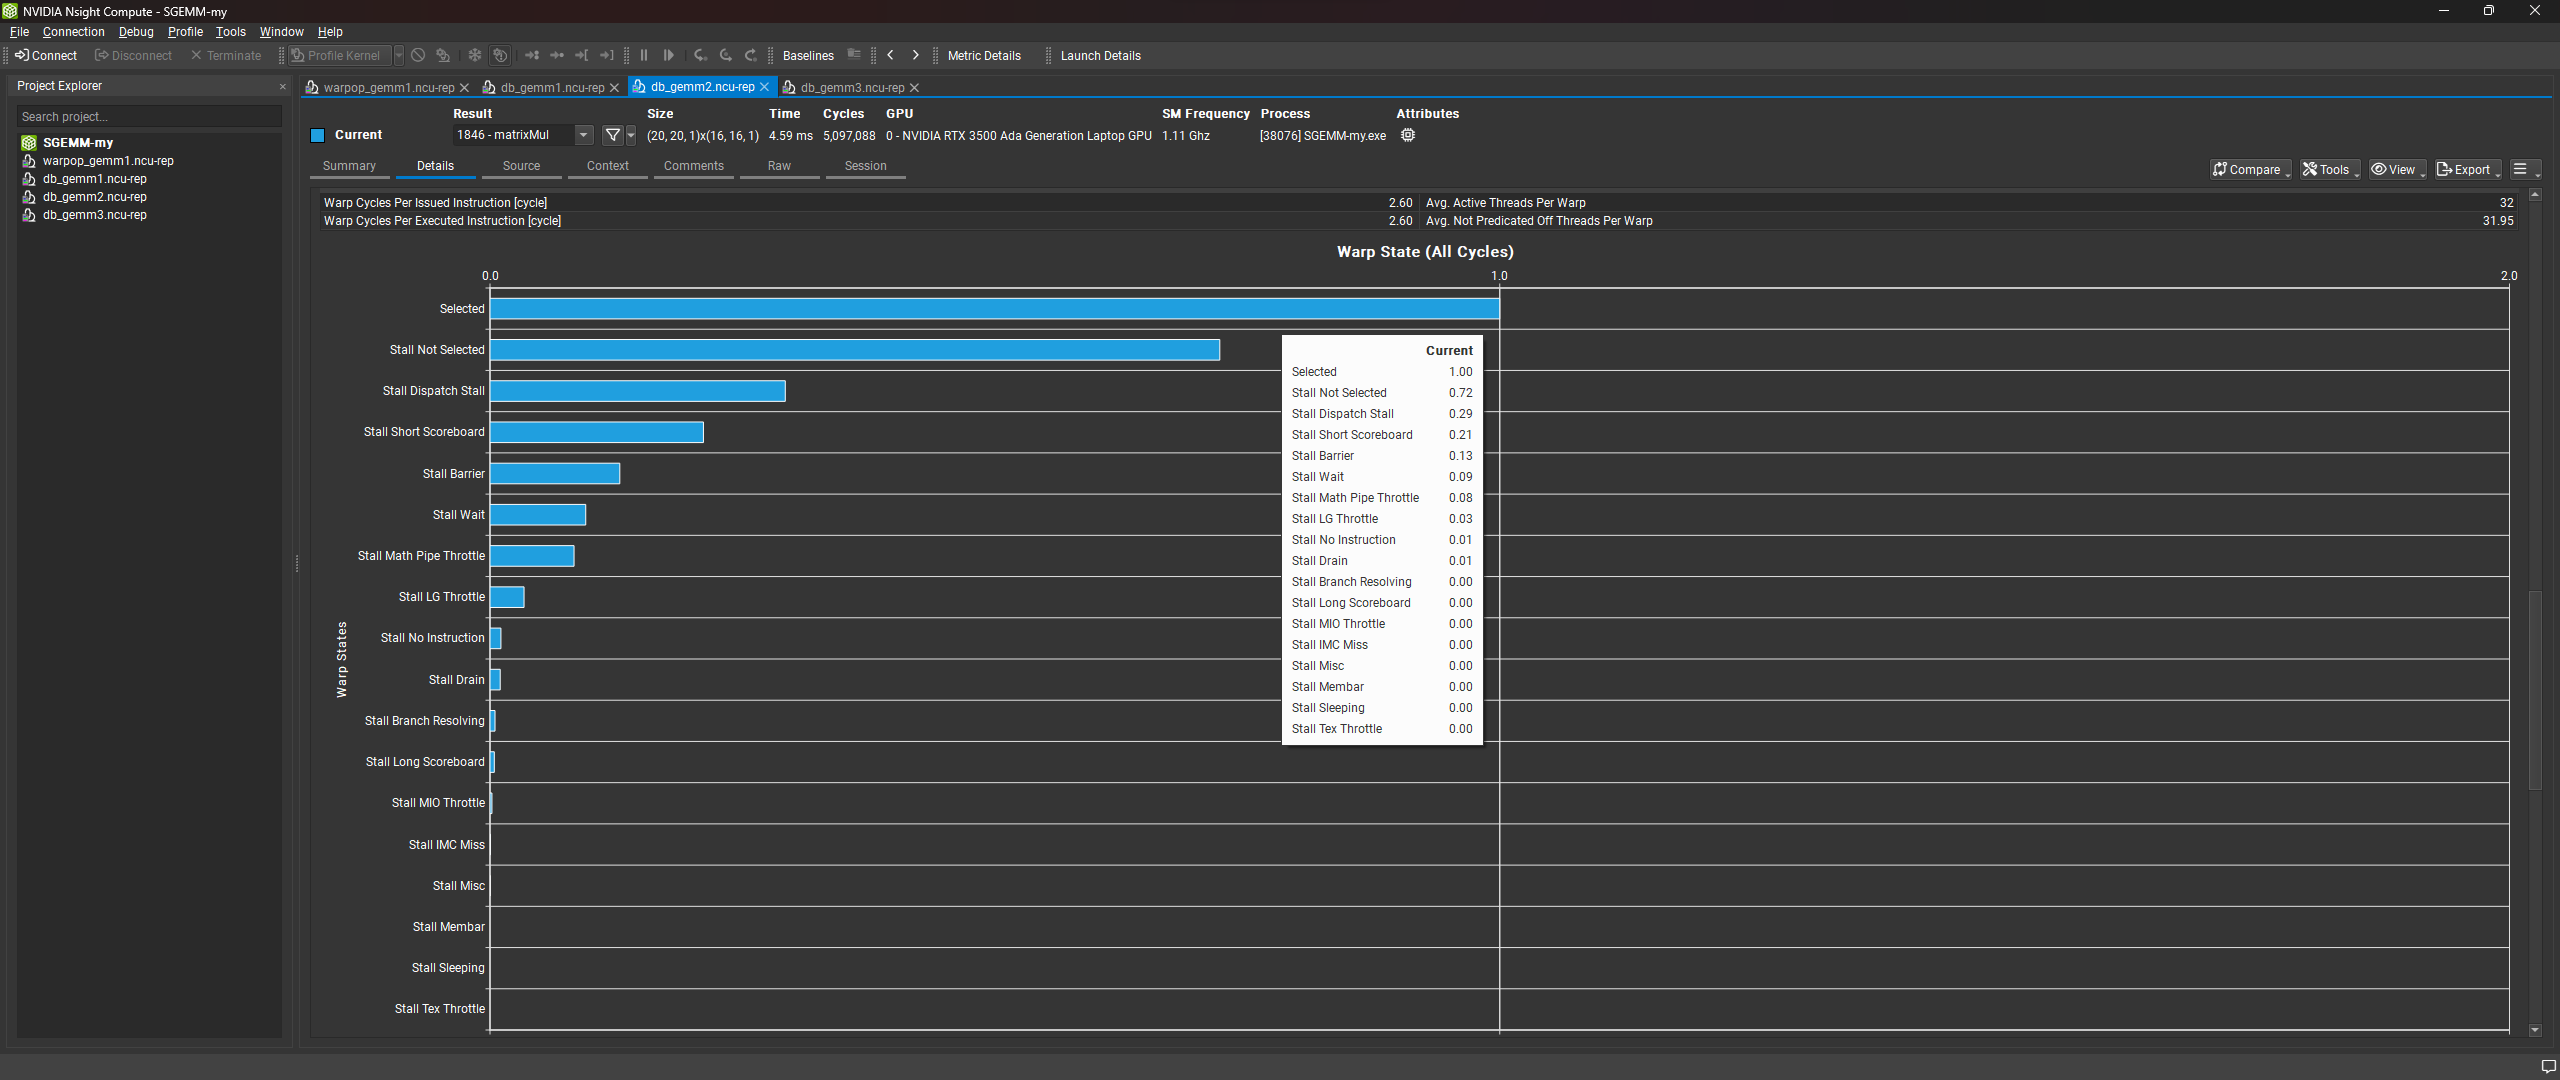 NVIDIA Nsight Compute - SGEMM-my
File Connection Debug Profile Tools Window Help
Connect Disconnect Terminate Profile Kernel Baselines Metric Details Launch Details
Project Explorer
Search project...
SGEMM-my
warpop_gemm1.ncu-rep
db_gemm1.ncu-rep
db_gemm2.ncu-rep
db_gemm3.ncu-rep
warpop_gemm1.ncu-rep db_gemm1.ncu-rep db_gemm2.ncu-rep db_gemm3.ncu-rep
Result Size Time Cycles GPU SM Frequency Process Attributes
Current 1846 - matrixMul (20, 20, 1)x(16, 16, 1) 4.59 ms 5,097,088 0 - NVIDIA RTX 3500 Ada Generation Laptop GPU 1.11 Ghz [38076] SGEMM-my.exe
Summary Details Source Context Comments Raw Session
Compare Tools View Export
Warp Cycles Per Issued Instruction [cycle] 2.60 Avg. Active Threads Per Warp 32
Warp Cycles Per Executed Instruction [cycle] 2.60 Avg. Not Predicated Off Threads Per Warp 31.95
Warp State (All Cycles)
0.0 1.0 2.0
Warp States
Selected
Stall Not Selected
Stall Dispatch Stall
Stall Short Scoreboard
Stall Barrier
Stall Wait
Stall Math Pipe Throttle
Stall LG Throttle
Stall No Instruction
Stall Drain
Stall Branch Resolving
Stall Long Scoreboard
Stall MIO Throttle
Stall IMC Miss
Stall Misc
Stall Membar
Stall Sleeping
Stall Tex Throttle
Current
Selected 1.00
Stall Not Selected 0.72
Stall Dispatch Stall 0.29
Stall Short Scoreboard 0.21
Stall Barrier 0.13
Stall Wait 0.09
Stall Math Pipe Throttle 0.08
Stall LG Throttle 0.03
Stall No Instruction 0.01
Stall Drain 0.01
Stall Branch Resolving 0.00
Stall Long Scoreboard 0.00
Stall MIO Throttle 0.00
Stall IMC Miss 0.00
Stall Misc 0.00
Stall Membar 0.00
Stall Sleeping 0.00
Stall Tex Throttle 0.00